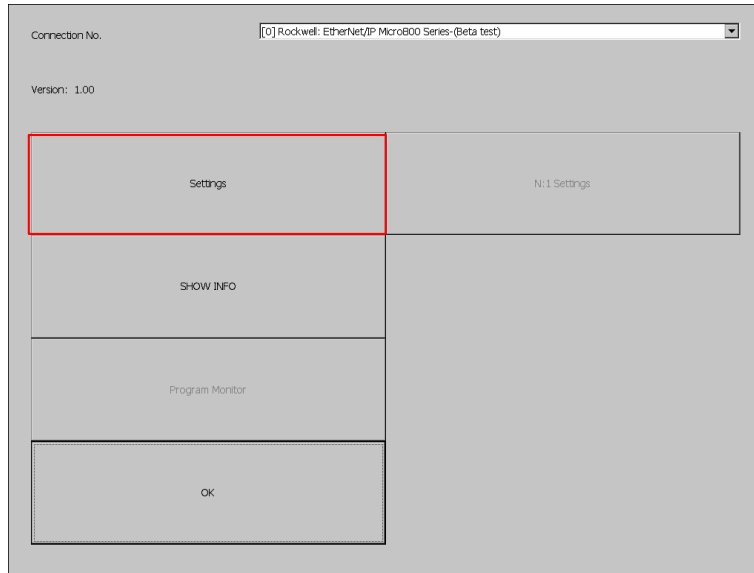 Connection No.
[0] Rockwell: EtherNet/IP Micro800 Series-(Beta test)
Version: 1.00
Settings
N:1 Settings
SHOW INFO
Program Monitor
OK